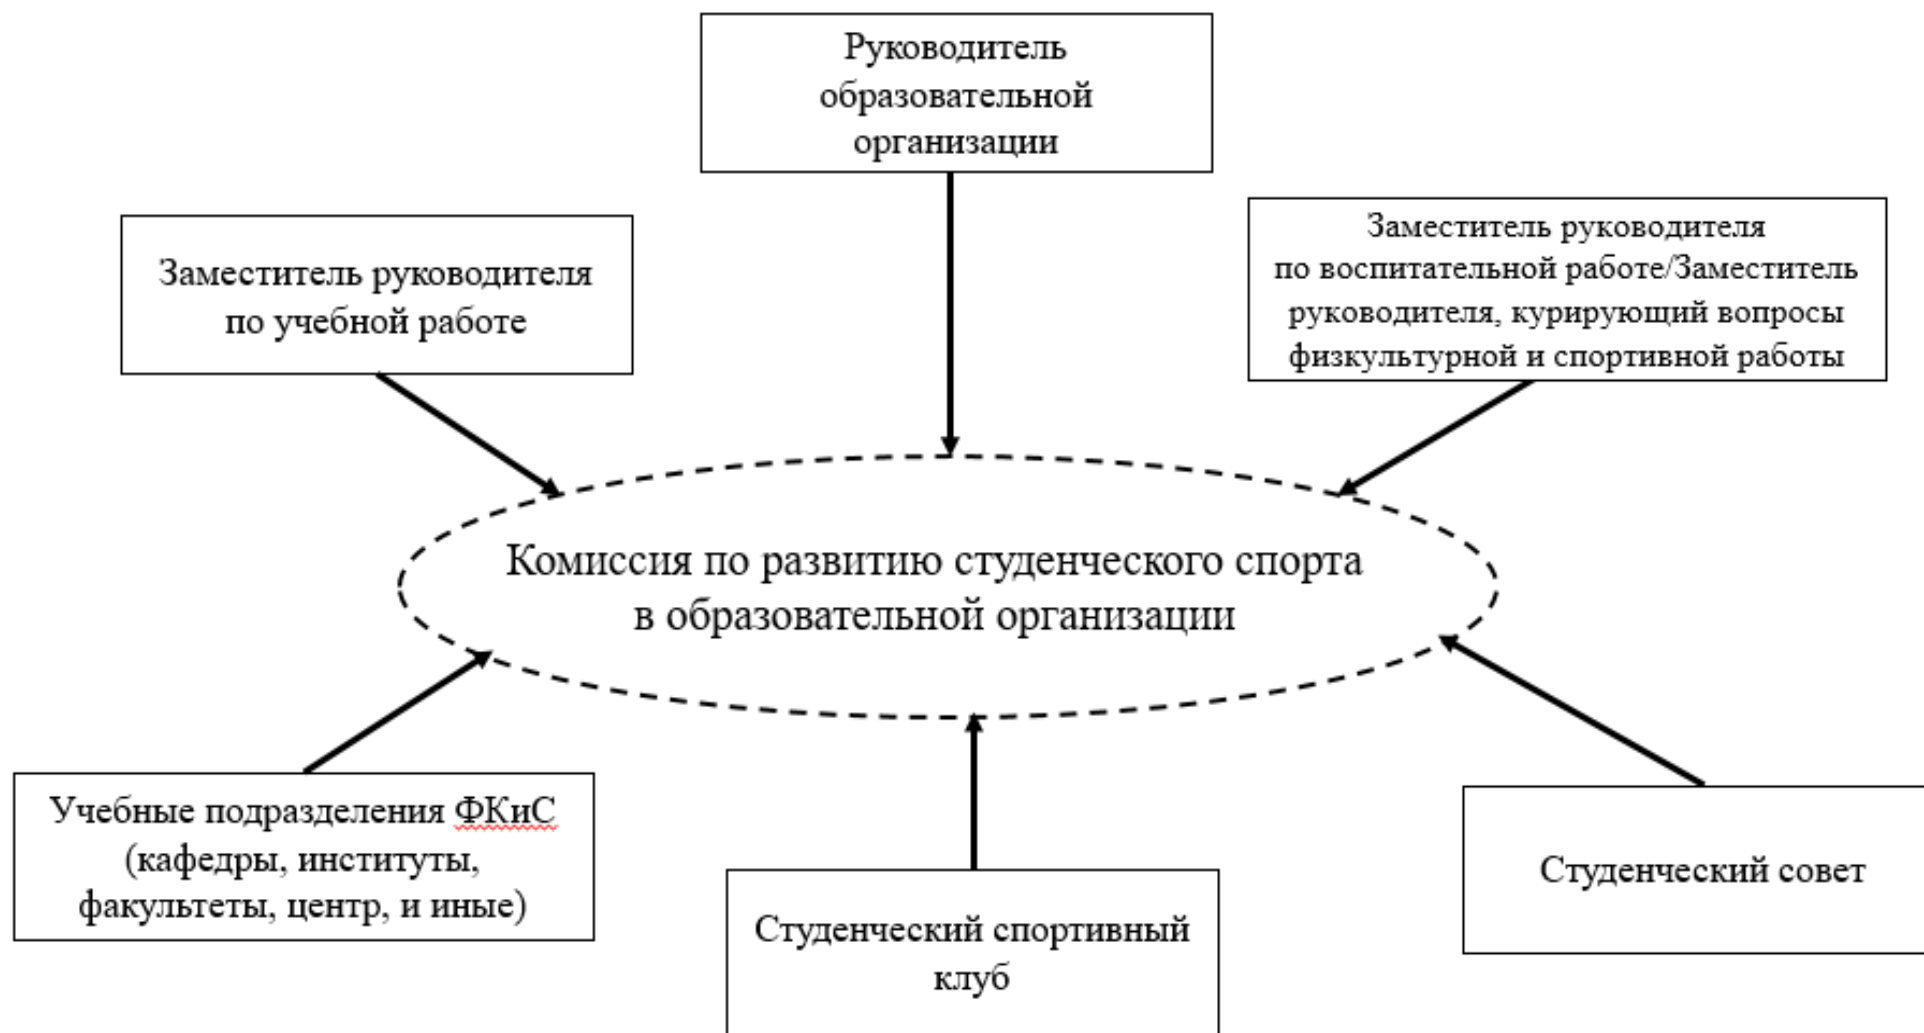 Руководитель
образовательной
организации
Заместитель руководителя
по учебной работе
Заместитель руководителя
по воспитательной работе/Заместитель
руководителя, курирующий вопросы
физкультурной и спортивной работы
Комиссия по развитию студенческого спорта
в образовательной организации
Учебные подразделения ФКиС
(кафедры, институты,
факультеты, центр, и иные)
Студенческий спортивный
клуб
Студенческий совет